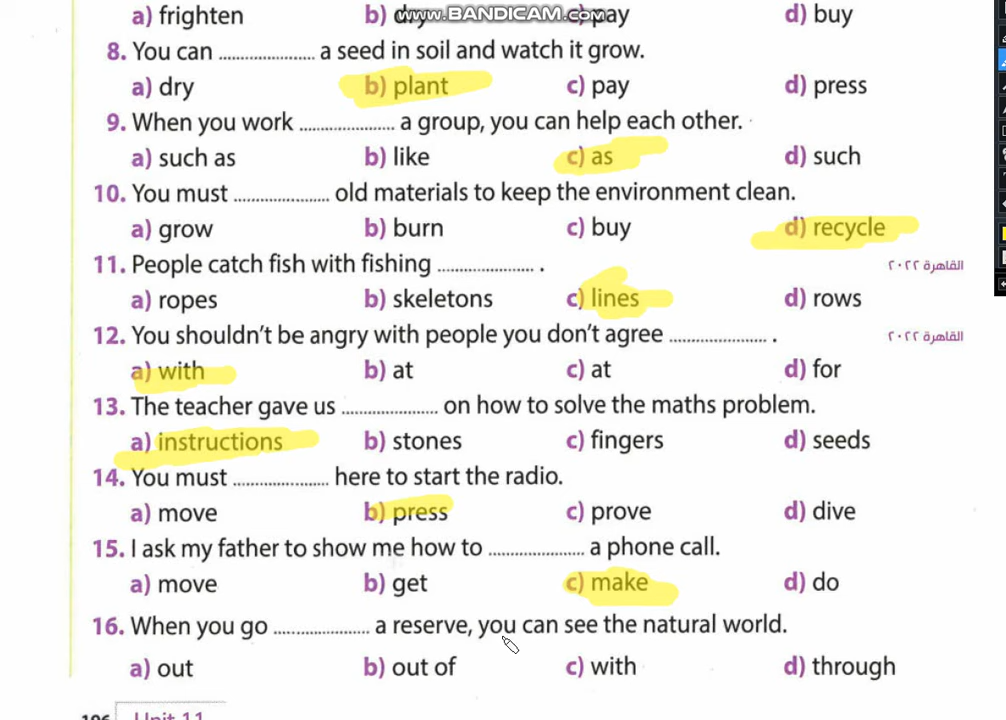 a) frighten b) dry c) pay d) buy
WWW.BANDICAM.COM
8. You can ...................... a seed in soil and watch it grow.
a) dry b) plant c) pay d) press
9. When you work ...................... a group, you can help each other.
a) such as b) like c) as d) such
10. You must ...................... old materials to keep the environment clean.
a) grow b) burn c) buy d) recycle
11. People catch fish with fishing ...................... . القاهرة ٢٠٢٢
a) ropes b) skeletons c) lines d) rows
12. You shouldn't be angry with people you don't agree ...................... . القاهرة ٢٠٢٢
a) with b) at c) at d) for
13. The teacher gave us ...................... on how to solve the maths problem.
a) instructions b) stones c) fingers d) seeds
14. You must ...................... here to start the radio.
a) move b) press c) prove d) dive
15. I ask my father to show me how to ...................... a phone call.
a) move b) get c) make d) do
16. When you go ...................... a reserve, you can see the natural world.
a) out b) out of c) with d) through
106 Unit 11